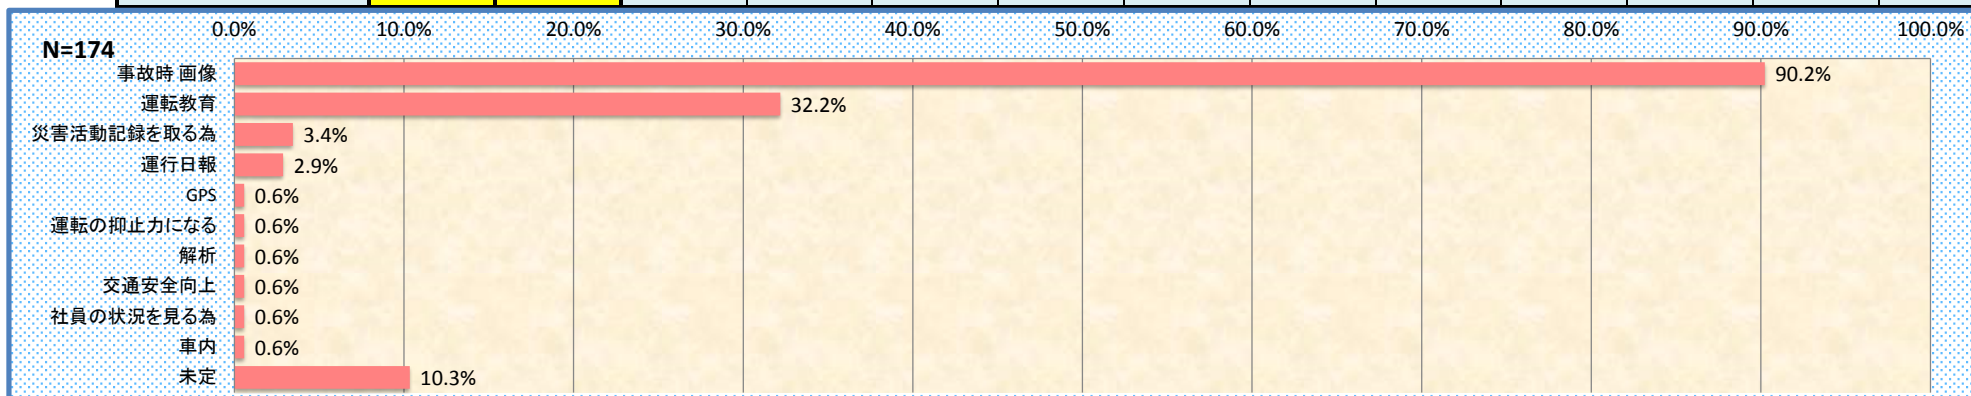 0.0% 10.0% 20.0% 30.0% 40.0% 50.0% 60.0% 70.0% 80.0% 90.0% 100.0%
N=174
事故時 画像 90.2%
運転教育 32.2%
災害活動記録を取る為 3.4%
運行日報 2.9%
GPS 0.6%
運転の抑止力になる 0.6%
解析 0.6%
交通安全向上 0.6%
社員の状況を見る為 0.6%
車内 0.6%
未定 10.3%